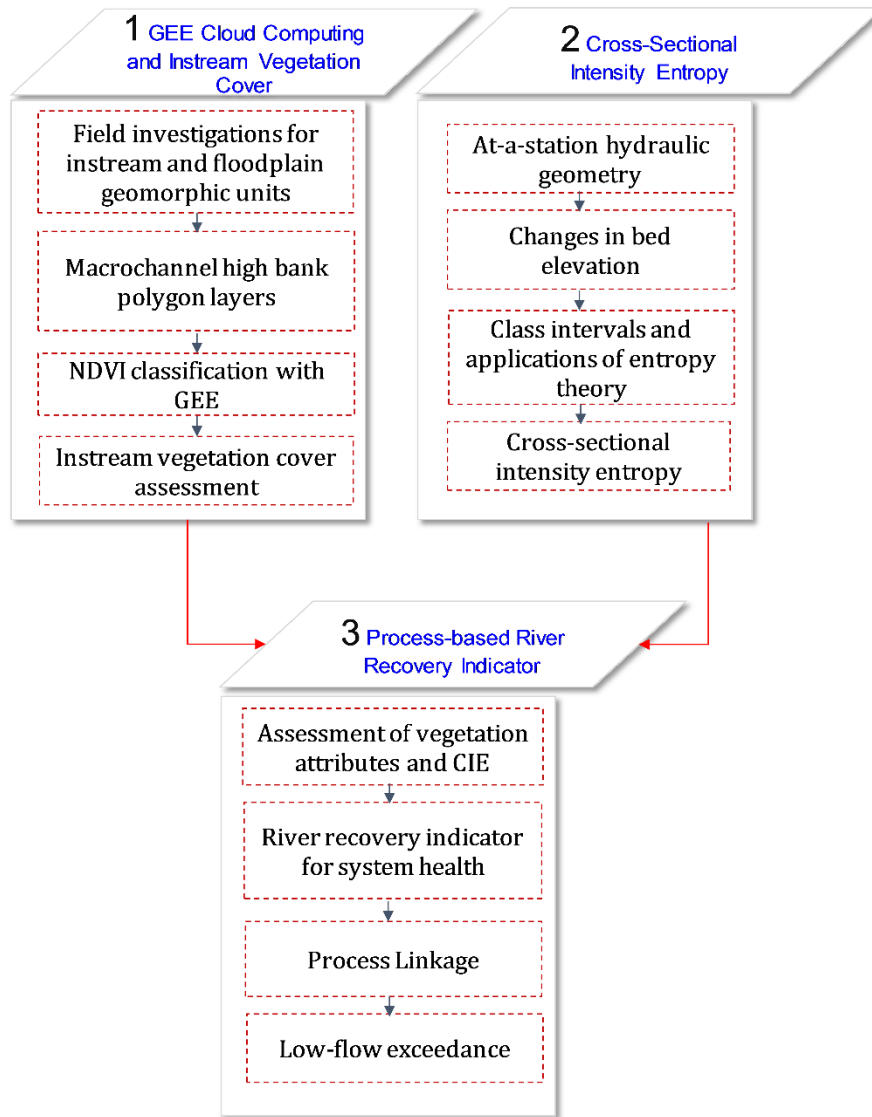 1 GEE Cloud Computing
and Instream Vegetation
Cover
Field investigations for
instream and floodplain
geomorphic units
Macrochannel high bank
polygon layers
NDVI classification with
GEE
Instream vegetation cover
assessment
2 Cross-Sectional
Intensity Entropy
At-a-station hydraulic
geometry
Changes in bed
elevation
Class intervals and
applications of entropy
theory
Cross-sectional
intensity entropy
3 Process-based River
Recovery Indicator
Assessment of vegetation
attributes and CIE
River recovery indicator
for system health
Process Linkage
Low-flow exceedance